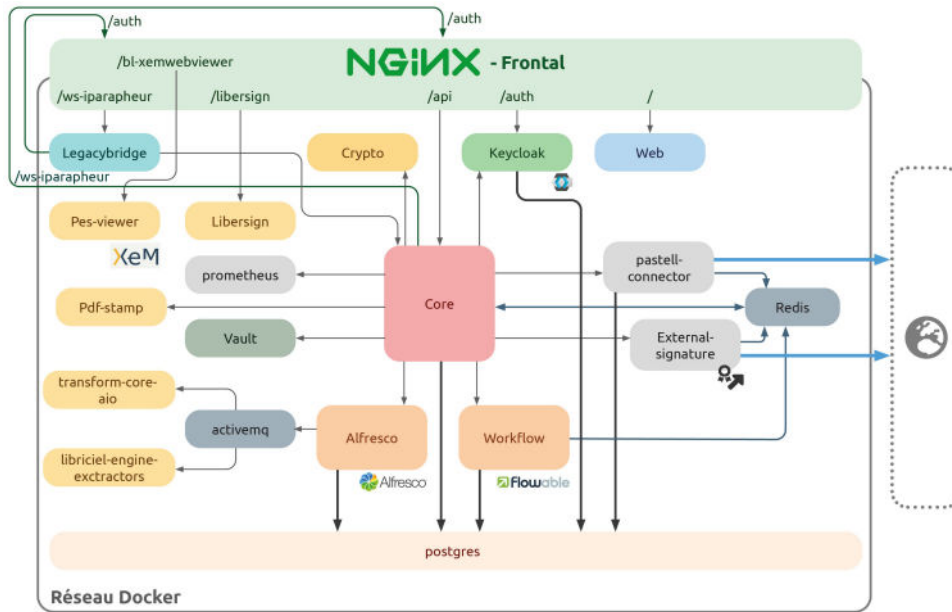 /auth
/auth
/bl-xemwebviewer
NGiNX - Frontal
/ws-iparapheur
/libersign
/api
/auth
/
Legacybridge
Crypto
Keycloak
Web
/ws-iparapheur
Pes-viewer
Libersign
XeM
prometheus
pastell-
connector
Pdf-stamp
Core
Redis
Vault
External-
signature
transform-core-
aio
activemq
Alfresco
Workflow
libriciel-engine-
exctractors
Alfresco
Flowable
postgres
Réseau Docker